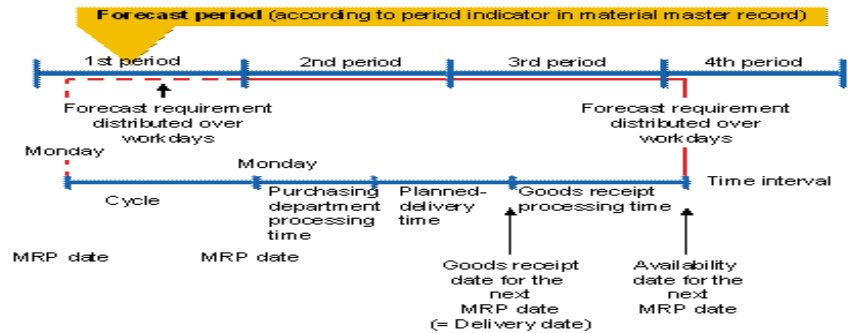 Forecast period (according to period indicator in material master record)
1st period
2nd period
3rd period
4th period
Forecast requirement
distributed over
workdays
Forecast requirement
distributed over
workdays
Monday
Monday
Cycle
Purchasing
department
processing
time
Planned-
delivery
time
Goods receipt
processing time
Time interval
MRP date
MRP date
Goods receipt
date for the
next
MRP date
(= Delivery date)
Availability
date for the
next
MRP date